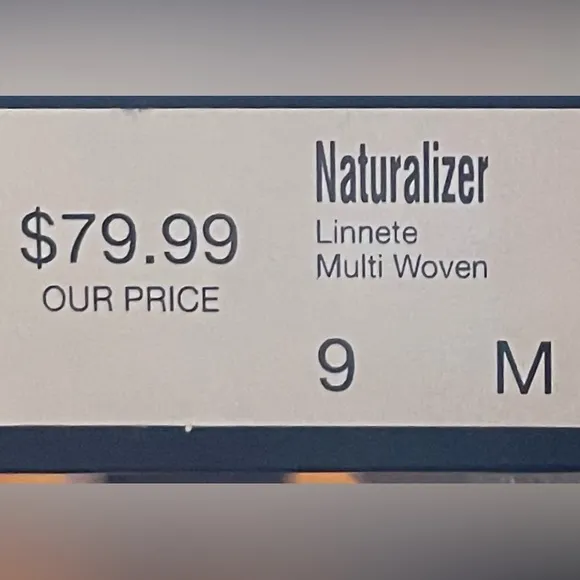 $79.99
OUR PRICE
Naturalizer
Linnete
Multi Woven
9 M